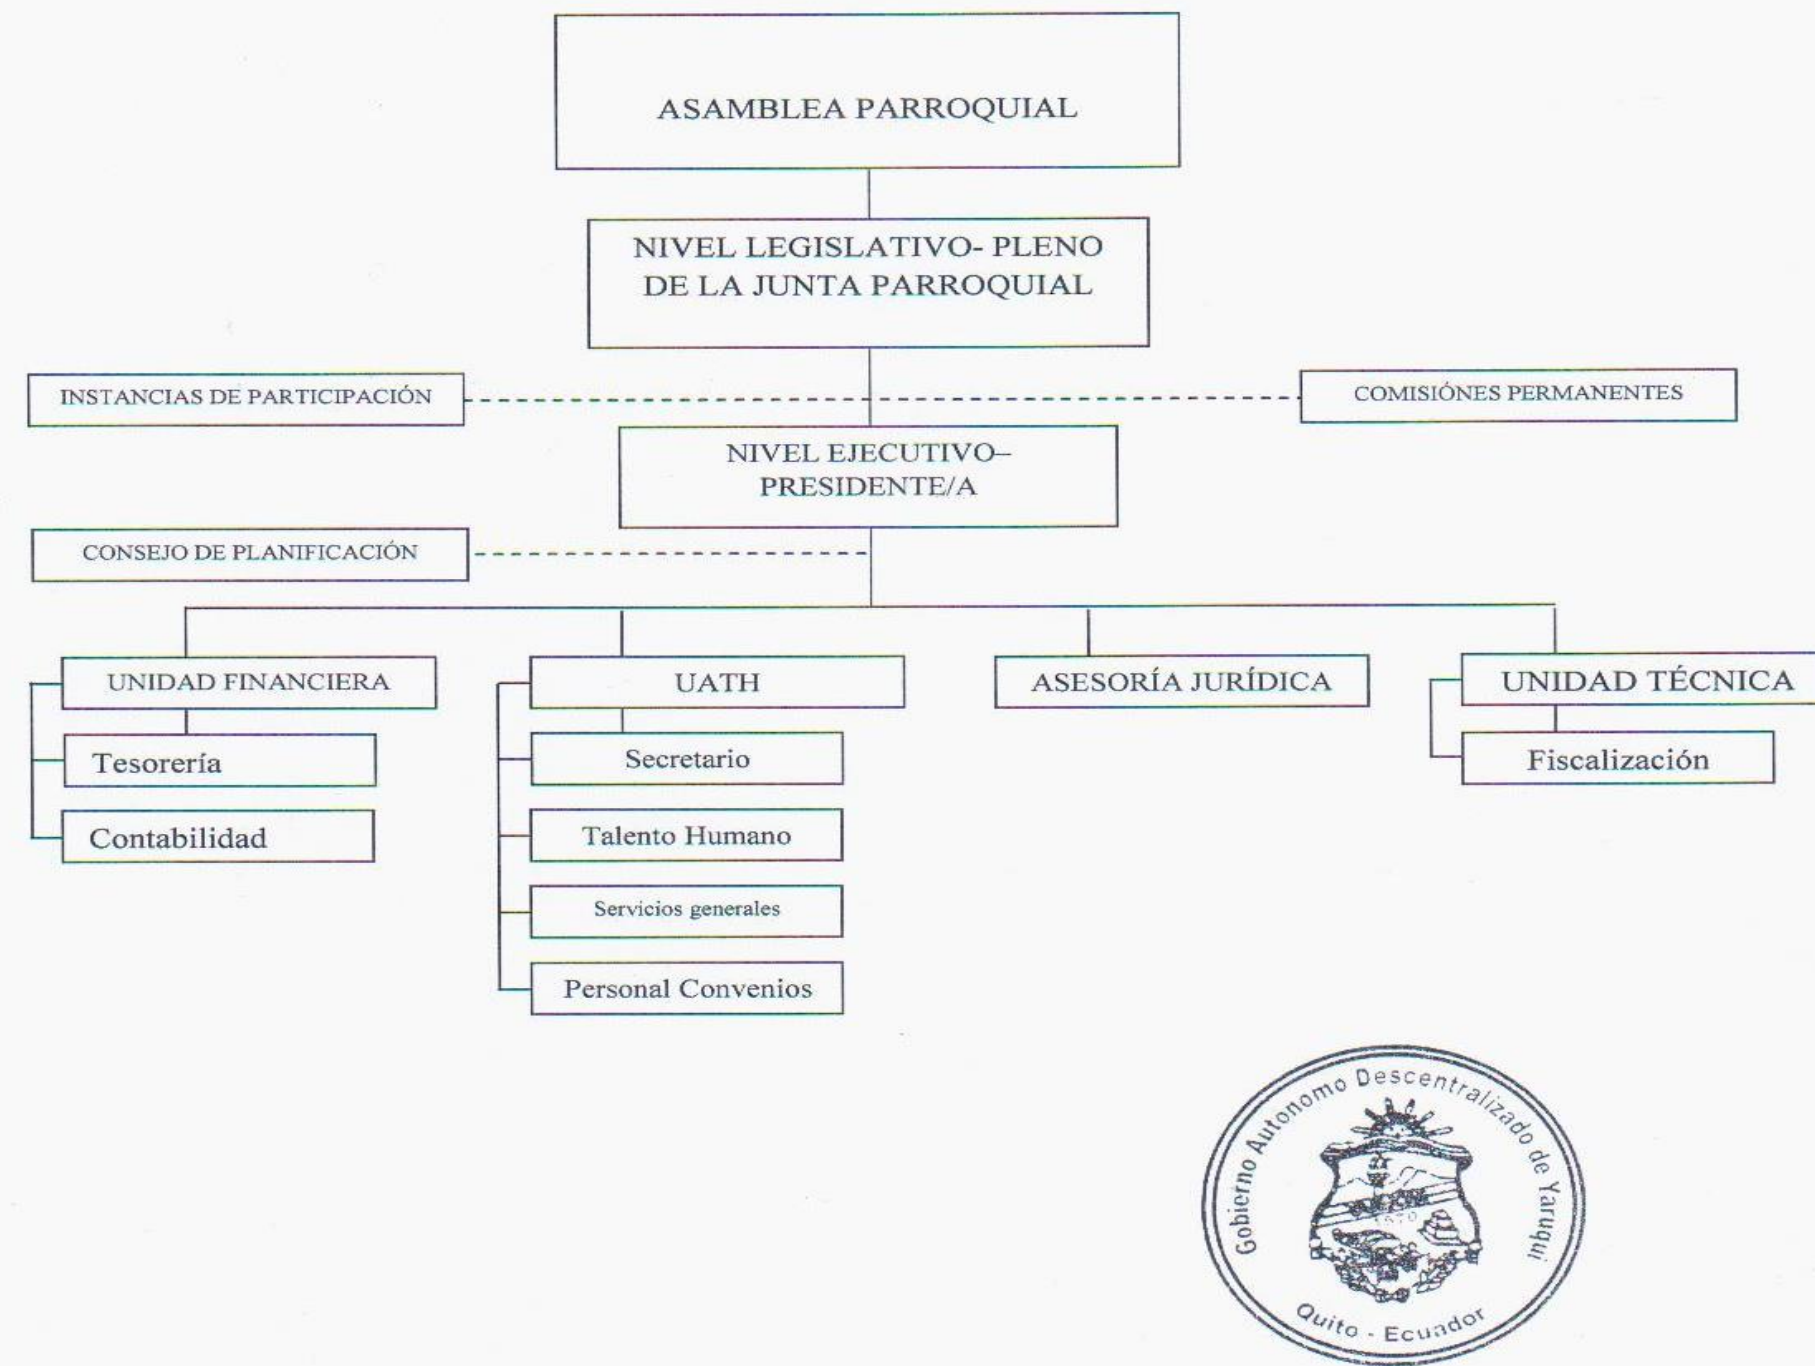 ASAMBLEA PARROQUIAL
NIVEL LEGISLATIVO- PLENO
DE LA JUNTA PARROQUIAL
INSTANCIAS DE PARTICIPACIÓN
COMISIÓNES PERMANENTES
NIVEL EJECUTIVO–
PRESIDENTE/A
CONSEJO DE PLANIFICACIÓN
UNIDAD FINANCIERA
UATH
ASESORÍA JURÍDICA
UNIDAD TÉCNICA
Tesorería
Secretario
Fiscalización
Contabilidad
Talento Humano
Servicios generales
Personal Convenios
Gobierno Autonomo Descentralizado de Yaruqui
Quito - Ecuador